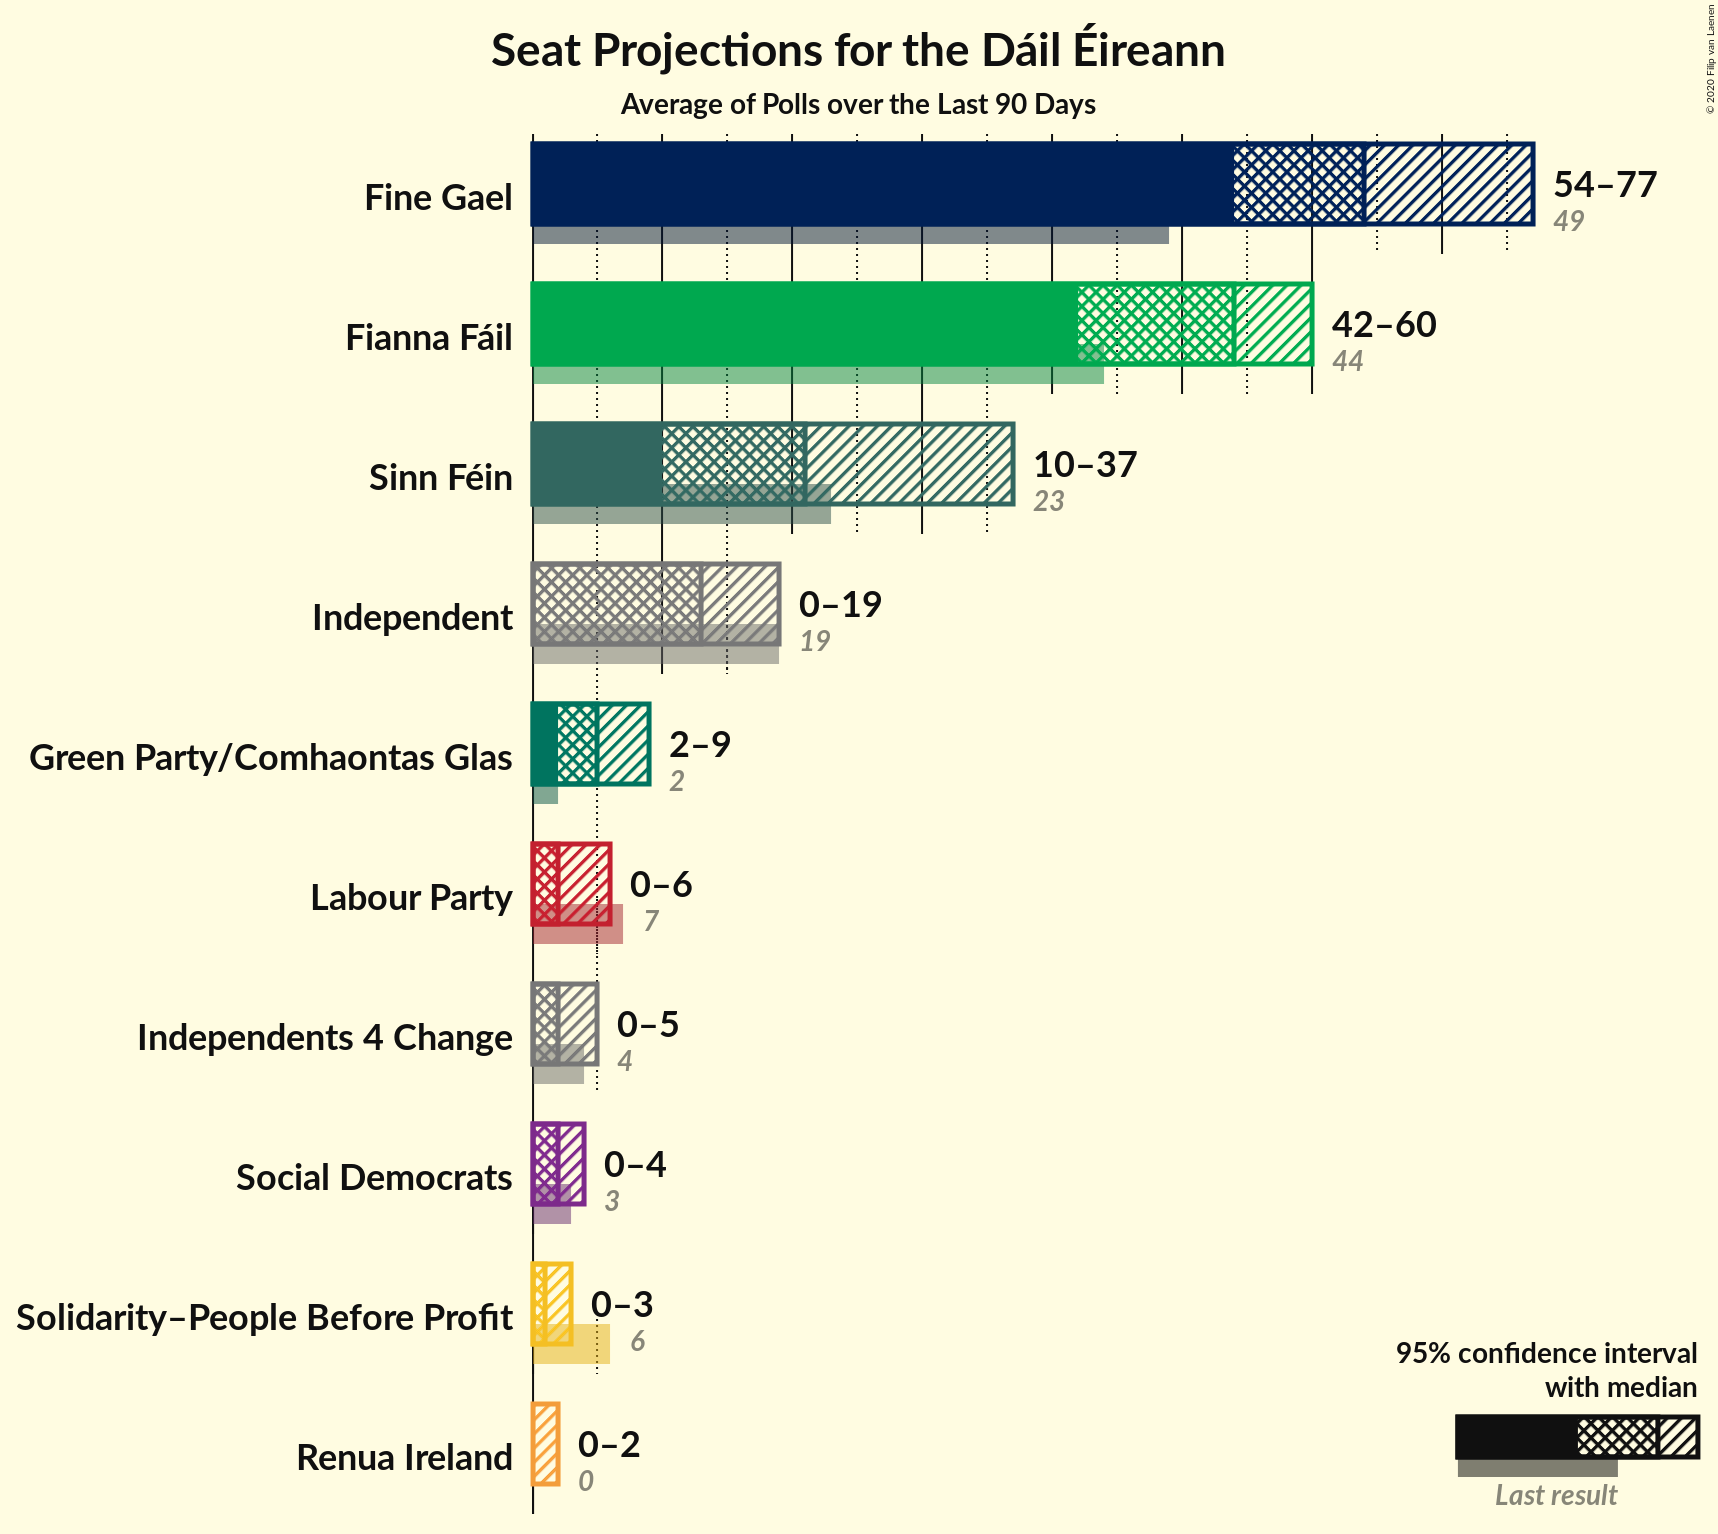 Seat Projections for the Dáil Éireann
Average of Polls over the Last 90 Days
© 2020 Filip van Laenen
Fine Gael
54–77
49
Fianna Fáil
42–60
44
Sinn Féin
10–37
23
Independent
0–19
19
Green Party/Comhaontas Glas
2–9
2
Labour Party
0–6
7
Independents 4 Change
0–5
4
Social Democrats
0–4
3
Solidarity–People Before Profit
0–3
6
Renua Ireland
0–2
0
95% confidence interval
with median
Last result